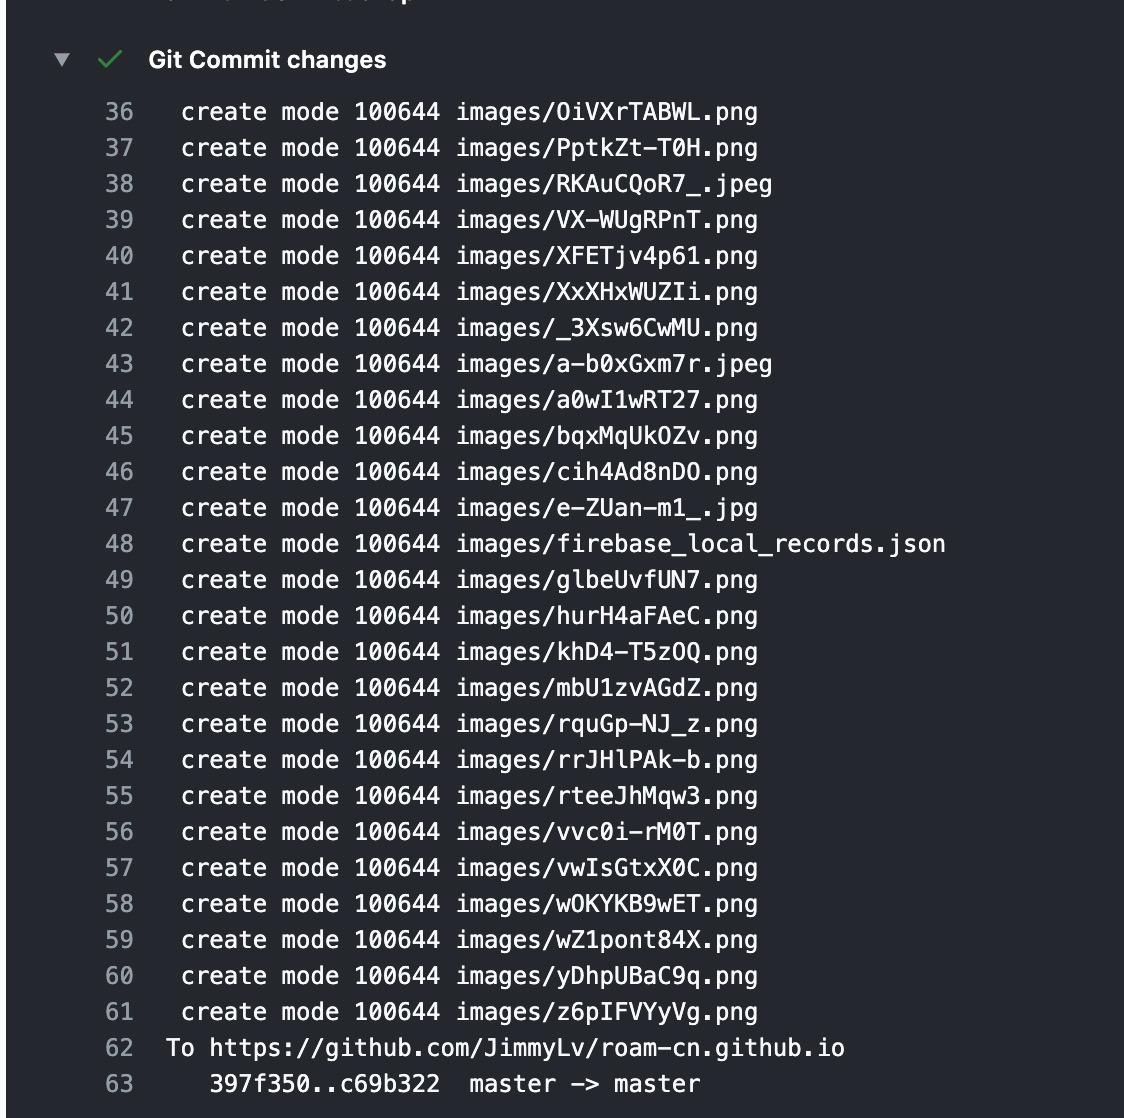 Git Commit changes
36 create mode 100644 images/OiVXrTABWL.png
37 create mode 100644 images/PptkZt-T0H.png
38 create mode 100644 images/RKAuCQoR7_.jpeg
39 create mode 100644 images/VX-WUgRPnT.png
40 create mode 100644 images/XFETjv4p61.png
41 create mode 100644 images/XxXHxWUZIi.png
42 create mode 100644 images/_3Xsw6CwMU.png
43 create mode 100644 images/a-b0xGxm7r.jpeg
44 create mode 100644 images/a0wI1wRT27.png
45 create mode 100644 images/bqxMqUkOZv.png
46 create mode 100644 images/cih4Ad8nDO.png
47 create mode 100644 images/e-ZUan-m1_.jpg
48 create mode 100644 images/firebase_local_records.json
49 create mode 100644 images/glbeUvfUN7.png
50 create mode 100644 images/hurH4aFAeC.png
51 create mode 100644 images/khD4-T5zOQ.png
52 create mode 100644 images/mbU1zvAGdZ.png
53 create mode 100644 images/rquGp-NJ_z.png
54 create mode 100644 images/rrJHlPAk-b.png
55 create mode 100644 images/rteeJhMqw3.png
56 create mode 100644 images/vvc0i-rM0T.png
57 create mode 100644 images/vwIsGtxX0C.png
58 create mode 100644 images/wOKYKB9wET.png
59 create mode 100644 images/wZ1pont84X.png
60 create mode 100644 images/yDhpUBaC9q.png
61 create mode 100644 images/z6pIFVYyVg.png
62 To https://github.com/JimmyLv/roam-cn.github.io
63 397f350..c69b322 master -> master